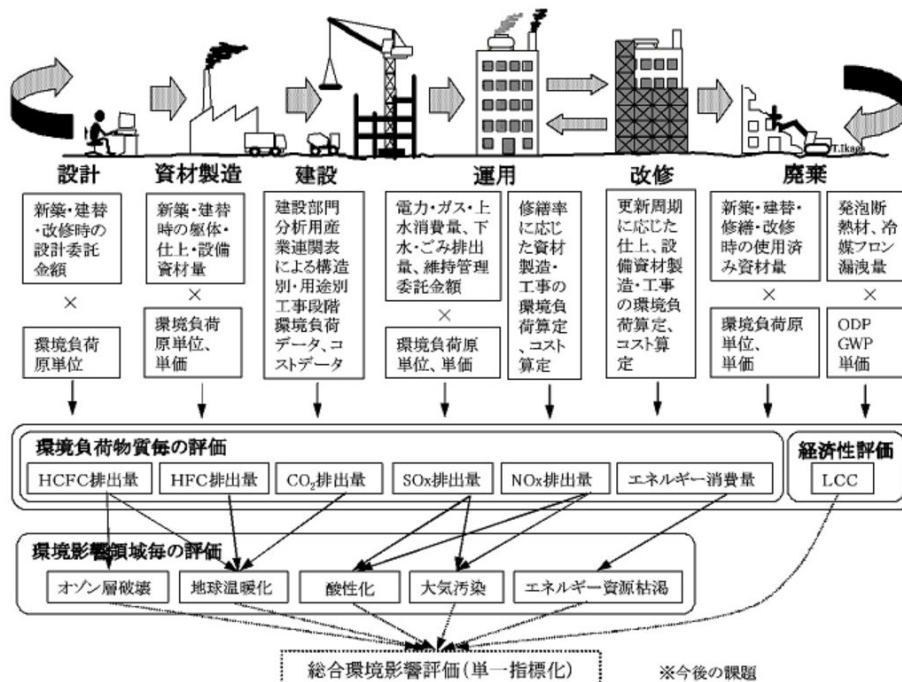 T.Ikaga
設計
資材製造
建設
運用
改修
廃棄
新築・建替
・改修時の
設計委託
金額
×
環境負荷
原単位
新築・建替
時の躯体・
仕上・設備
資材量
×
環境負荷
原単位、
単価
建設部門
分析用産
業連関表
による構造
別・用途別
工事段階
環境負荷
データ、コ
ストデータ
電力・ガス・上
水消費量、下
水・ごみ排出
量、維持管理
委託金額
×
環境負荷原
単位、単価
修繕率
に応じ
た資材
製造・
工事の
環境負
荷算定
、コスト
算定
更新周期
に応じた
仕上、設
備資材製
造・工事
の環境負
荷算定、
コスト算
定
新築・建替・
修繕・改修
時の使用済
み資材量
×
環境負荷原
単位、
単価
発泡断
熱材、冷
媒フロン
漏洩量
×
ODP
GWP
単価
環境負荷物質毎の評価
HCFC排出量
HFC排出量
CO₂排出量
SOx排出量
NOx排出量
エネルギー消費量
経済性評価
LCC
環境影響領域毎の評価
オゾン層破壊
地球温暖化
酸性化
大気汚染
エネルギー資源枯渇
総合環境影響評価(単一指標化)
※今後の課題